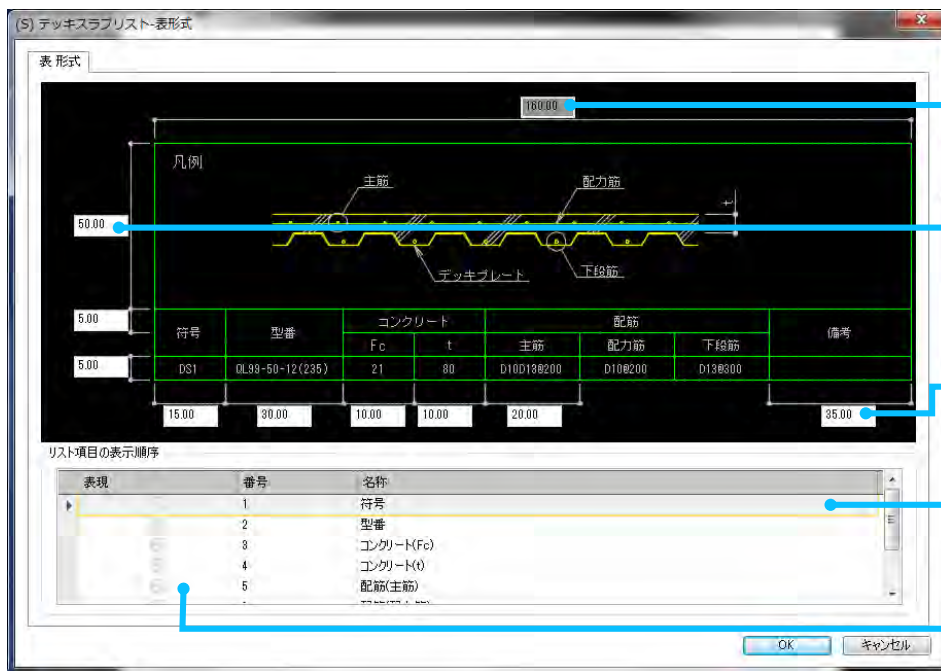 (S) デッキスラブリスト-表形式
表形式
160.00
凡例
主筋
配力筋
t
50.00
デッキプレート
下段筋
5.00
符号
型番
コンクリート
配筋
備考
Fc
t
主筋
配力筋
下段筋
5.00
DS1
QL99-50-12(235)
21
80
D10D13@200
D10@200
D13@300
15.00
30.00
10.00
10.00
20.00
35.00
リスト項目の表示順序
表現
番号
名称
1
符号
2
型番
3
コンクリート(Fc)
4
コンクリート(t)
5
配筋(主筋)
OK
キャンセル